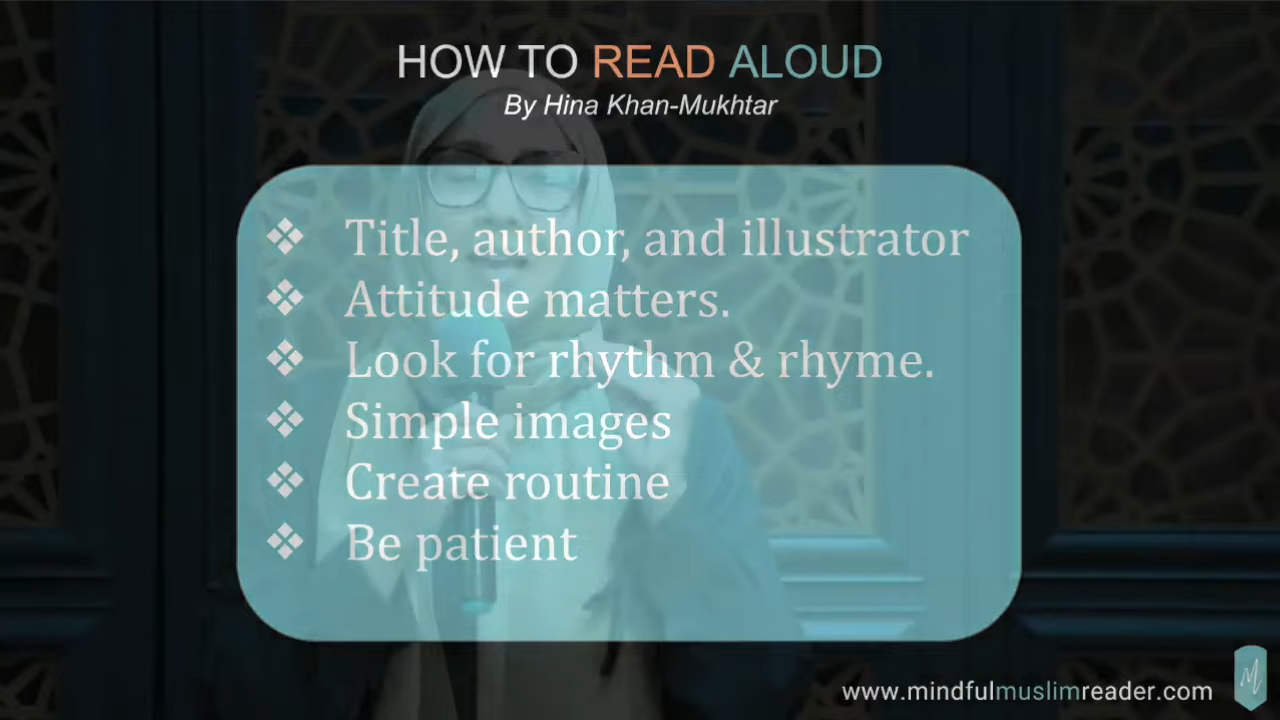 HOW TO READ ALOUD
By Hina Khan-Mukhtar
❖ Title, author, and illustrator
❖ Attitude matters.
❖ Look for rhythm & rhyme.
❖ Simple images
❖ Create routine
❖ Be patient
www.mindfulmuslimreader.com
M